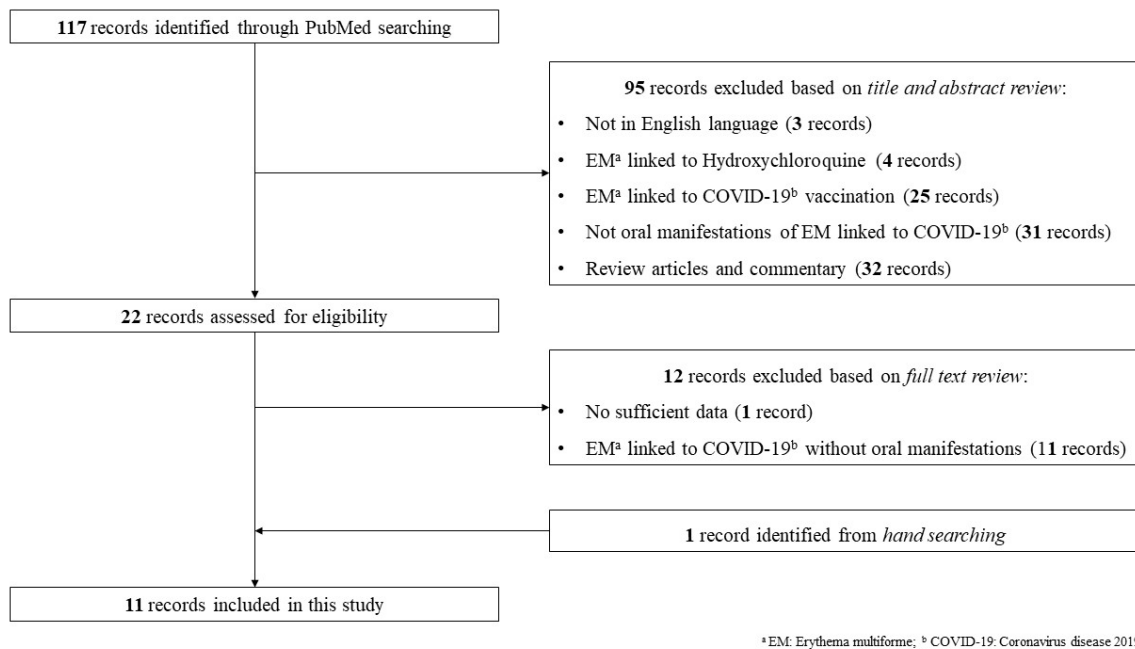 117 records identified through PubMed searching
95 records excluded based on title and abstract review:
• Not in English language (3 records)
• EMᵃ linked to Hydroxychloroquine (4 records)
• EMᵃ linked to COVID-19ᵇ vaccination (25 records)
• Not oral manifestations of EM linked to COVID-19ᵇ (31 records)
• Review articles and commentary (32 records)
22 records assessed for eligibility
12 records excluded based on full text review:
• No sufficient data (1 record)
• EMᵃ linked to COVID-19ᵇ without oral manifestations (11 records)
1 record identified from hand searching
11 records included in this study
ᵃ EM: Erythema multiforme; ᵇ COVID-19: Coronavirus disease 2019